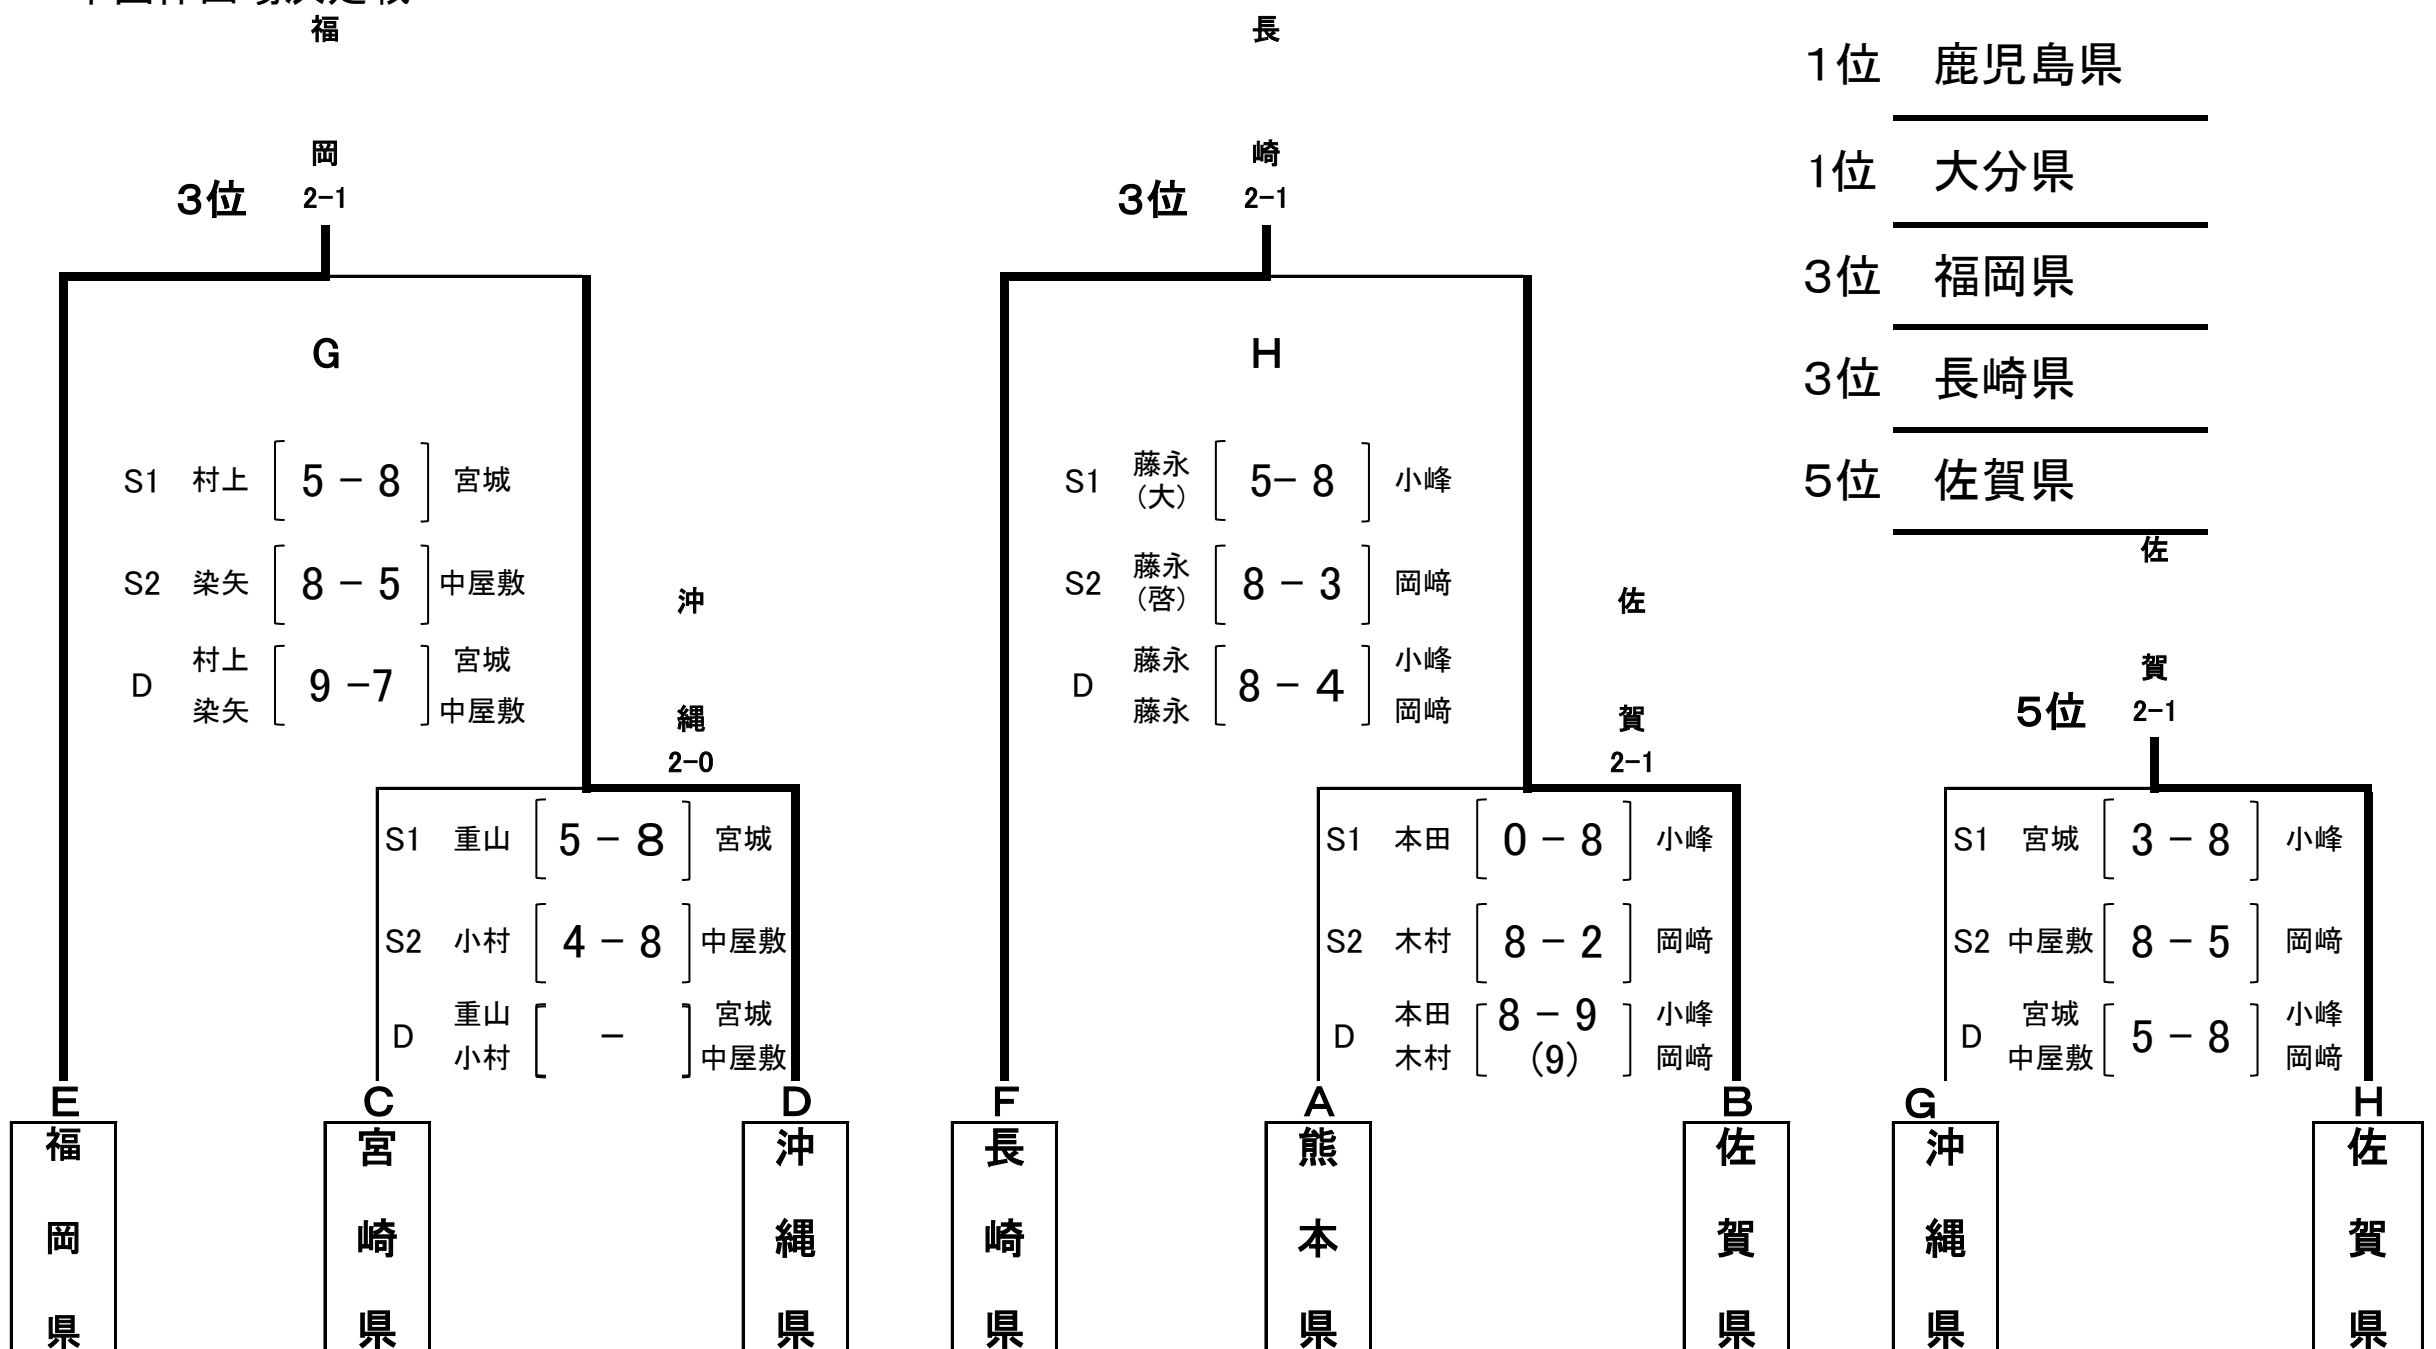 福
岡
3位 2-1
G
S1 村上 5 - 8 宮城
S2 染矢 8 - 5 中屋敷
D 村上 染矢 9 -7 宮城 中屋敷
沖
縄
2-0
S1 重山 5 - 8 宮城
S2 小村 4 - 8 中屋敷
D 重山 小村 - 宮城 中屋敷
E 福岡県
C 宮崎県
D 沖縄県
長
崎
3位 2-1
H
S1 藤永(大) 5- 8 小峰
S2 藤永(啓) 8 - 3 岡﨑
D 藤永 藤永 8 - 4 小峰 岡﨑
佐
賀
2-1
S1 本田 0 - 8 小峰
S2 木村 8 - 2 岡﨑
D 本田 木村 8 - 9 (9) 小峰 岡﨑
F 長崎県
A 熊本県
B 佐賀県
1位 鹿児島県
1位 大分県
3位 福岡県
3位 長崎県
5位 佐賀県
佐
賀
5位 2-1
S1 宮城 3 - 8 小峰
S2 中屋敷 8 - 5 岡﨑
D 宮城 中屋敷 5 - 8 小峰 岡﨑
G 沖縄県
H 佐賀県